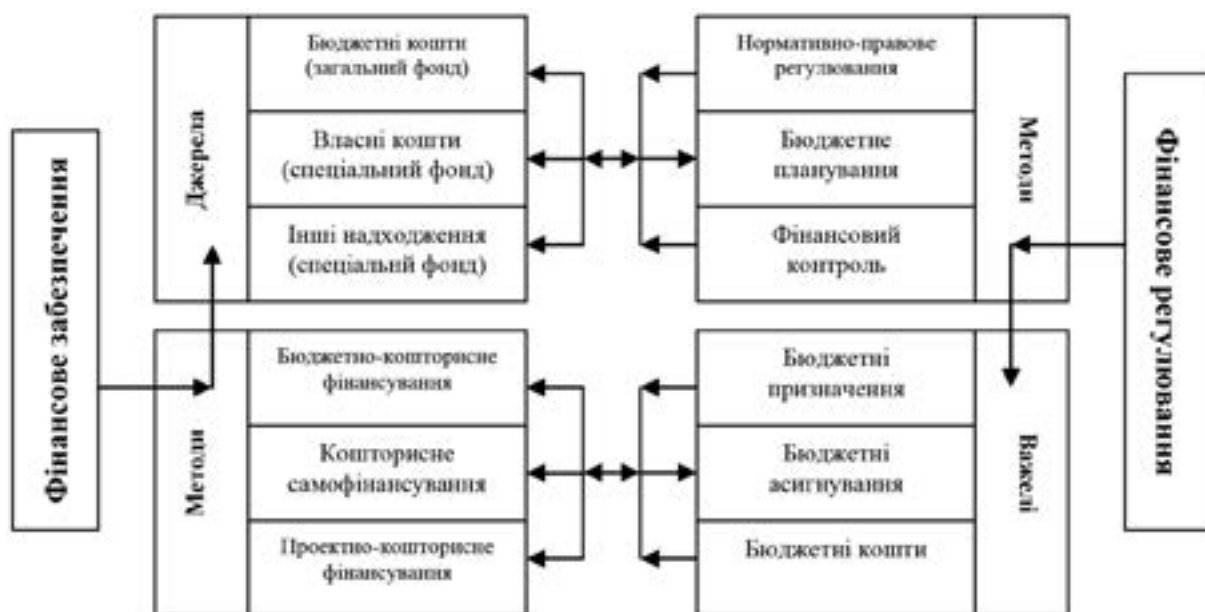 Фінансове забезпечення
Джерела
Бюджетні кошти
(загальний фонд)
Власні кошти
(спеціальний фонд)
Інші надходження
(спеціальнй фонд)
Методи
Бюджетно-кошторисне
фінансування
Кошторисне
самофінансування
Проектно-кошторисне
фінансування
Нормативно-правове
регулювання
Бюджетне
планування
Фінансовий
контроль
Методи
Бюджетні
призначення
Бюджетні
асигнування
Бюджетні кошти
Важелі
Фінансове регулювання